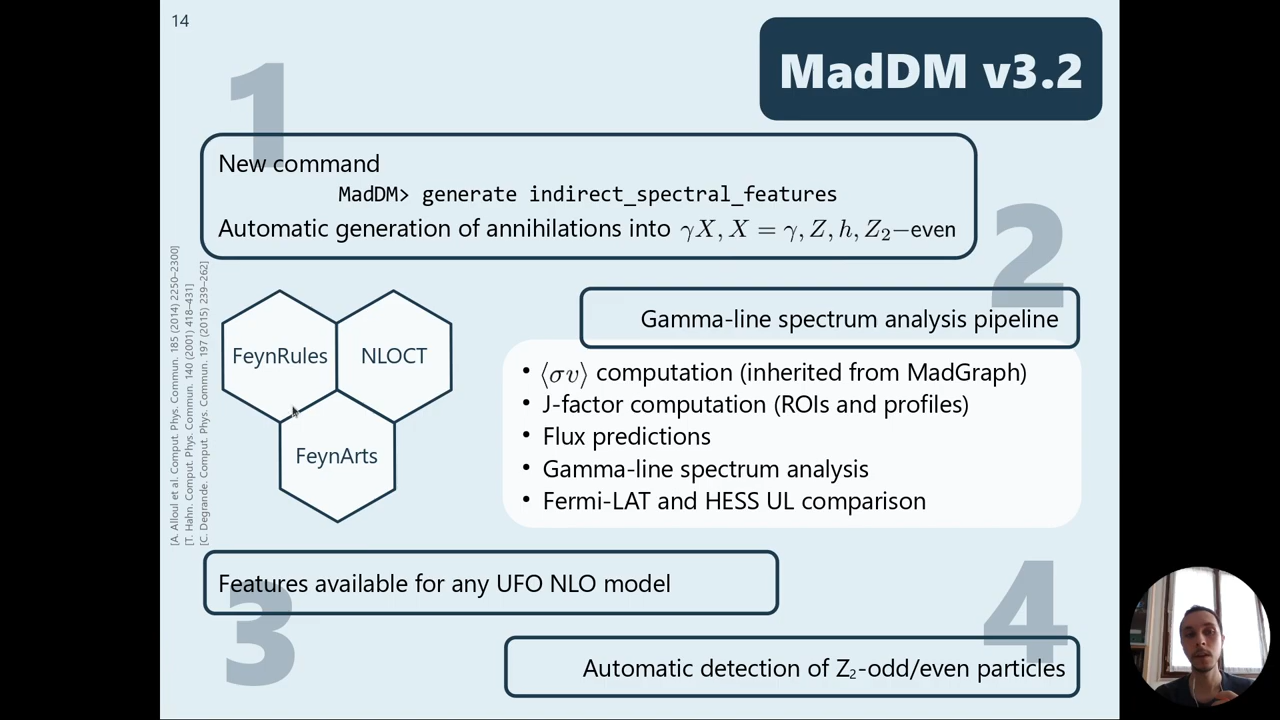 14
MadDM v3.2
1
New command
MadDM> generate indirect_spectral_features
Automatic generation of annihilations into γX, X = γ, Z, h, Z₂−even
2
Gamma-line spectrum analysis pipeline
• ⟨σv⟩ computation (inherited from MadGraph)
• J-factor computation (ROIs and profiles)
• Flux predictions
• Gamma-line spectrum analysis
• Fermi-LAT and HESS UL comparison
FeynRules
NLOCT
FeynArts
[A. Alloul et al. Comput. Phys. Commun. 185 (2014) 2250–2300]
[T. Hahn. Comput. Phys. Commun. 140 (2001) 418–431]
[C. Degrande. Comput. Phys. Commun. 197 (2015) 239–262]
3
Features available for any UFO NLO model
4
Automatic detection of Z₂-odd/even particles